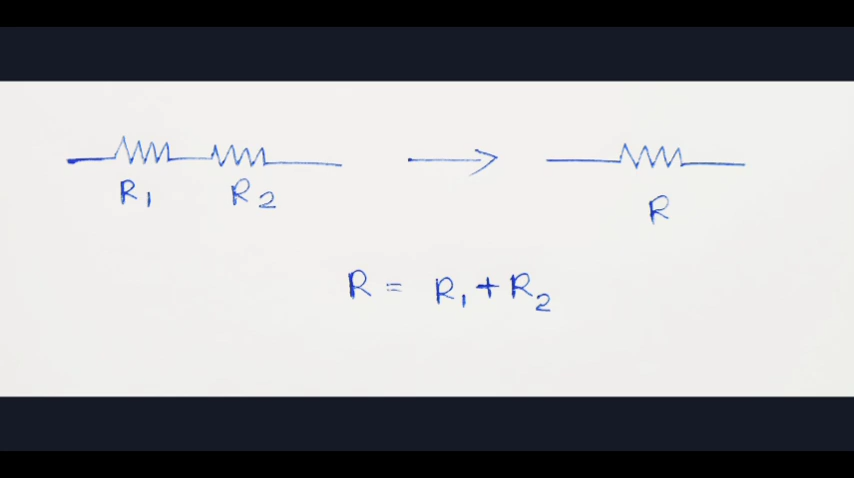 R₁ R₂ R
R = R₁ + R₂